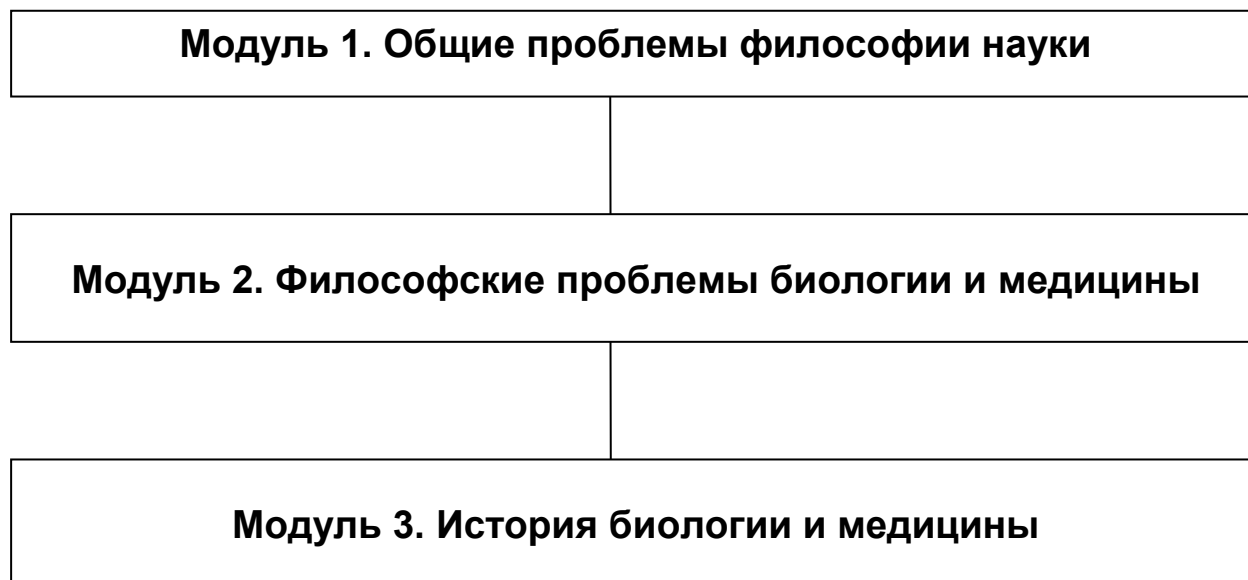 Модуль 1. Общие проблемы философии науки
Модуль 2. Философские проблемы биологии и медицины
Модуль 3. История биологии и медицины